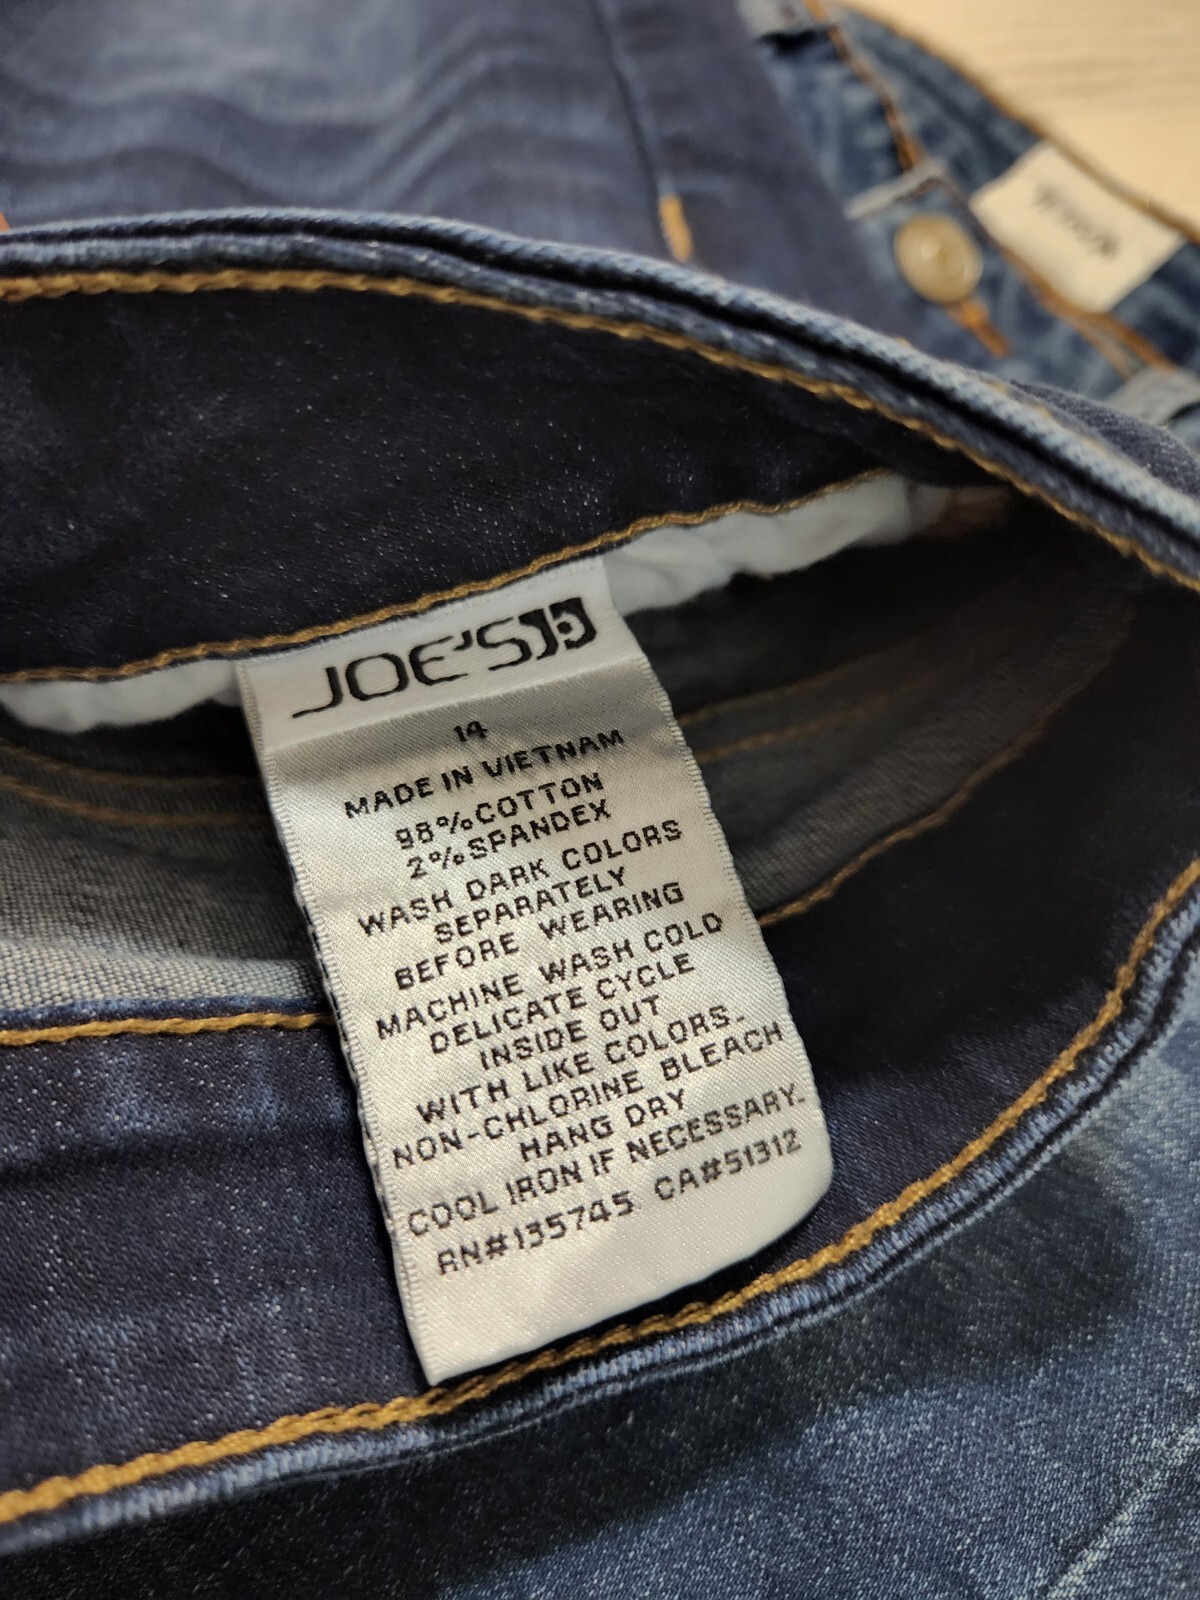 JOE'S
14
MADE IN VIETNAM
98%COTTON
2%SPANDEX
WASH DARK COLORS
SEPARATELY
BEFORE WEARING
MACHINE WASH COLD
DELICATE CYCLE
INSIDE OUT
WITH LIKE COLORS.
NON-CHLORINE BLEACH
HANG DRY
COOL IRON IF NECESSARY.
RN#135745 CA#51312